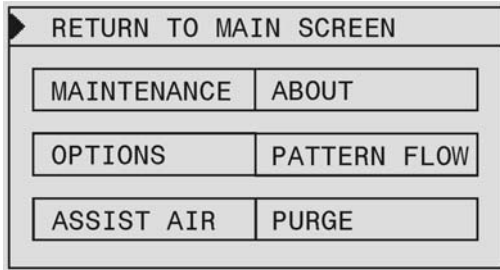 RETURN TO MAIN SCREEN
MAINTENANCE ABOUT
OPTIONS PATTERN FLOW
ASSIST AIR PURGE